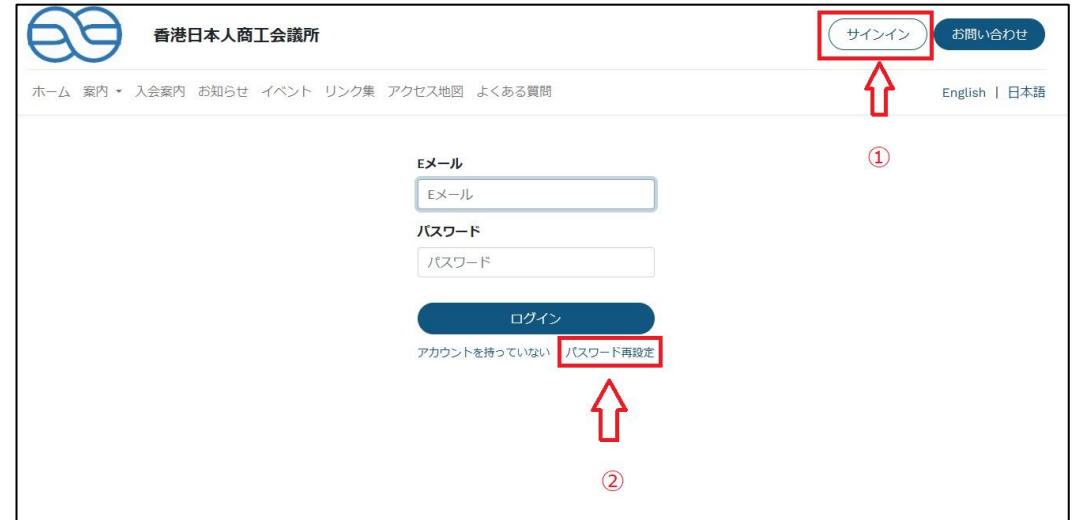 香港日本人商工会議所
サインイン お問い合わせ
ホーム 案内 入会案内 お知らせ イベント リンク集 アクセス地図 よくある質問 English | 日本語
①
Eメール
Eメール
パスワード
パスワード
ログイン
アカウントを持っていない パスワード再設定
②